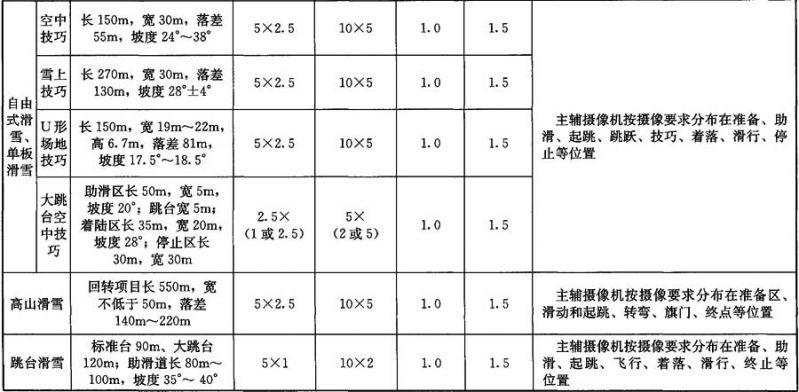 自由
式滑
雪、
单板
滑雪
空中
技巧
长 150m，宽 30m，落差
55m，坡度 24°～38°
5×2.5
10×5
1.0
1.5
雪上
技巧
长 270m，宽 30m，落差
130m，坡度 28°±4°
5×2.5
10×5
1.0
1.5
U形
场地
技巧
长 150m，宽 19m～22m，
高 6.7m，落差 81m，
坡度 17.5°～18.5°
5×2.5
10×5
1.0
1.5
大跳
台空
中技
巧
助滑区长 50m，宽 5m，
坡度 20°；跳台宽 5m；
着陆区长 35m，宽 20m，
坡度 28°；停止区长
30m，宽 30m
2.5×
（1 或 2.5）
5×
（2 或 5）
1.0
1.5
主辅摄像机按摄像要求分布在准备、助
滑、起跳、跳跃、技巧、着落、滑行、停
止等位置
高山滑雪
回转项目长 550m，宽
不低于 50m，落差
140m～220m
5×2.5
10×5
1.0
1.5
主辅摄像机按摄像要求分布在准备区、
滑动和起跳、转弯、旗门、终点等位置
跳台滑雪
标准台 90m、大跳台
120m；助滑道长 80m～
100m，坡度 35°～ 40°
5×1
10×2
1.0
1.5
主辅摄像机按摄像要求分布在准备、助
滑、起跳、飞行、着落、滑行、终止等
位置